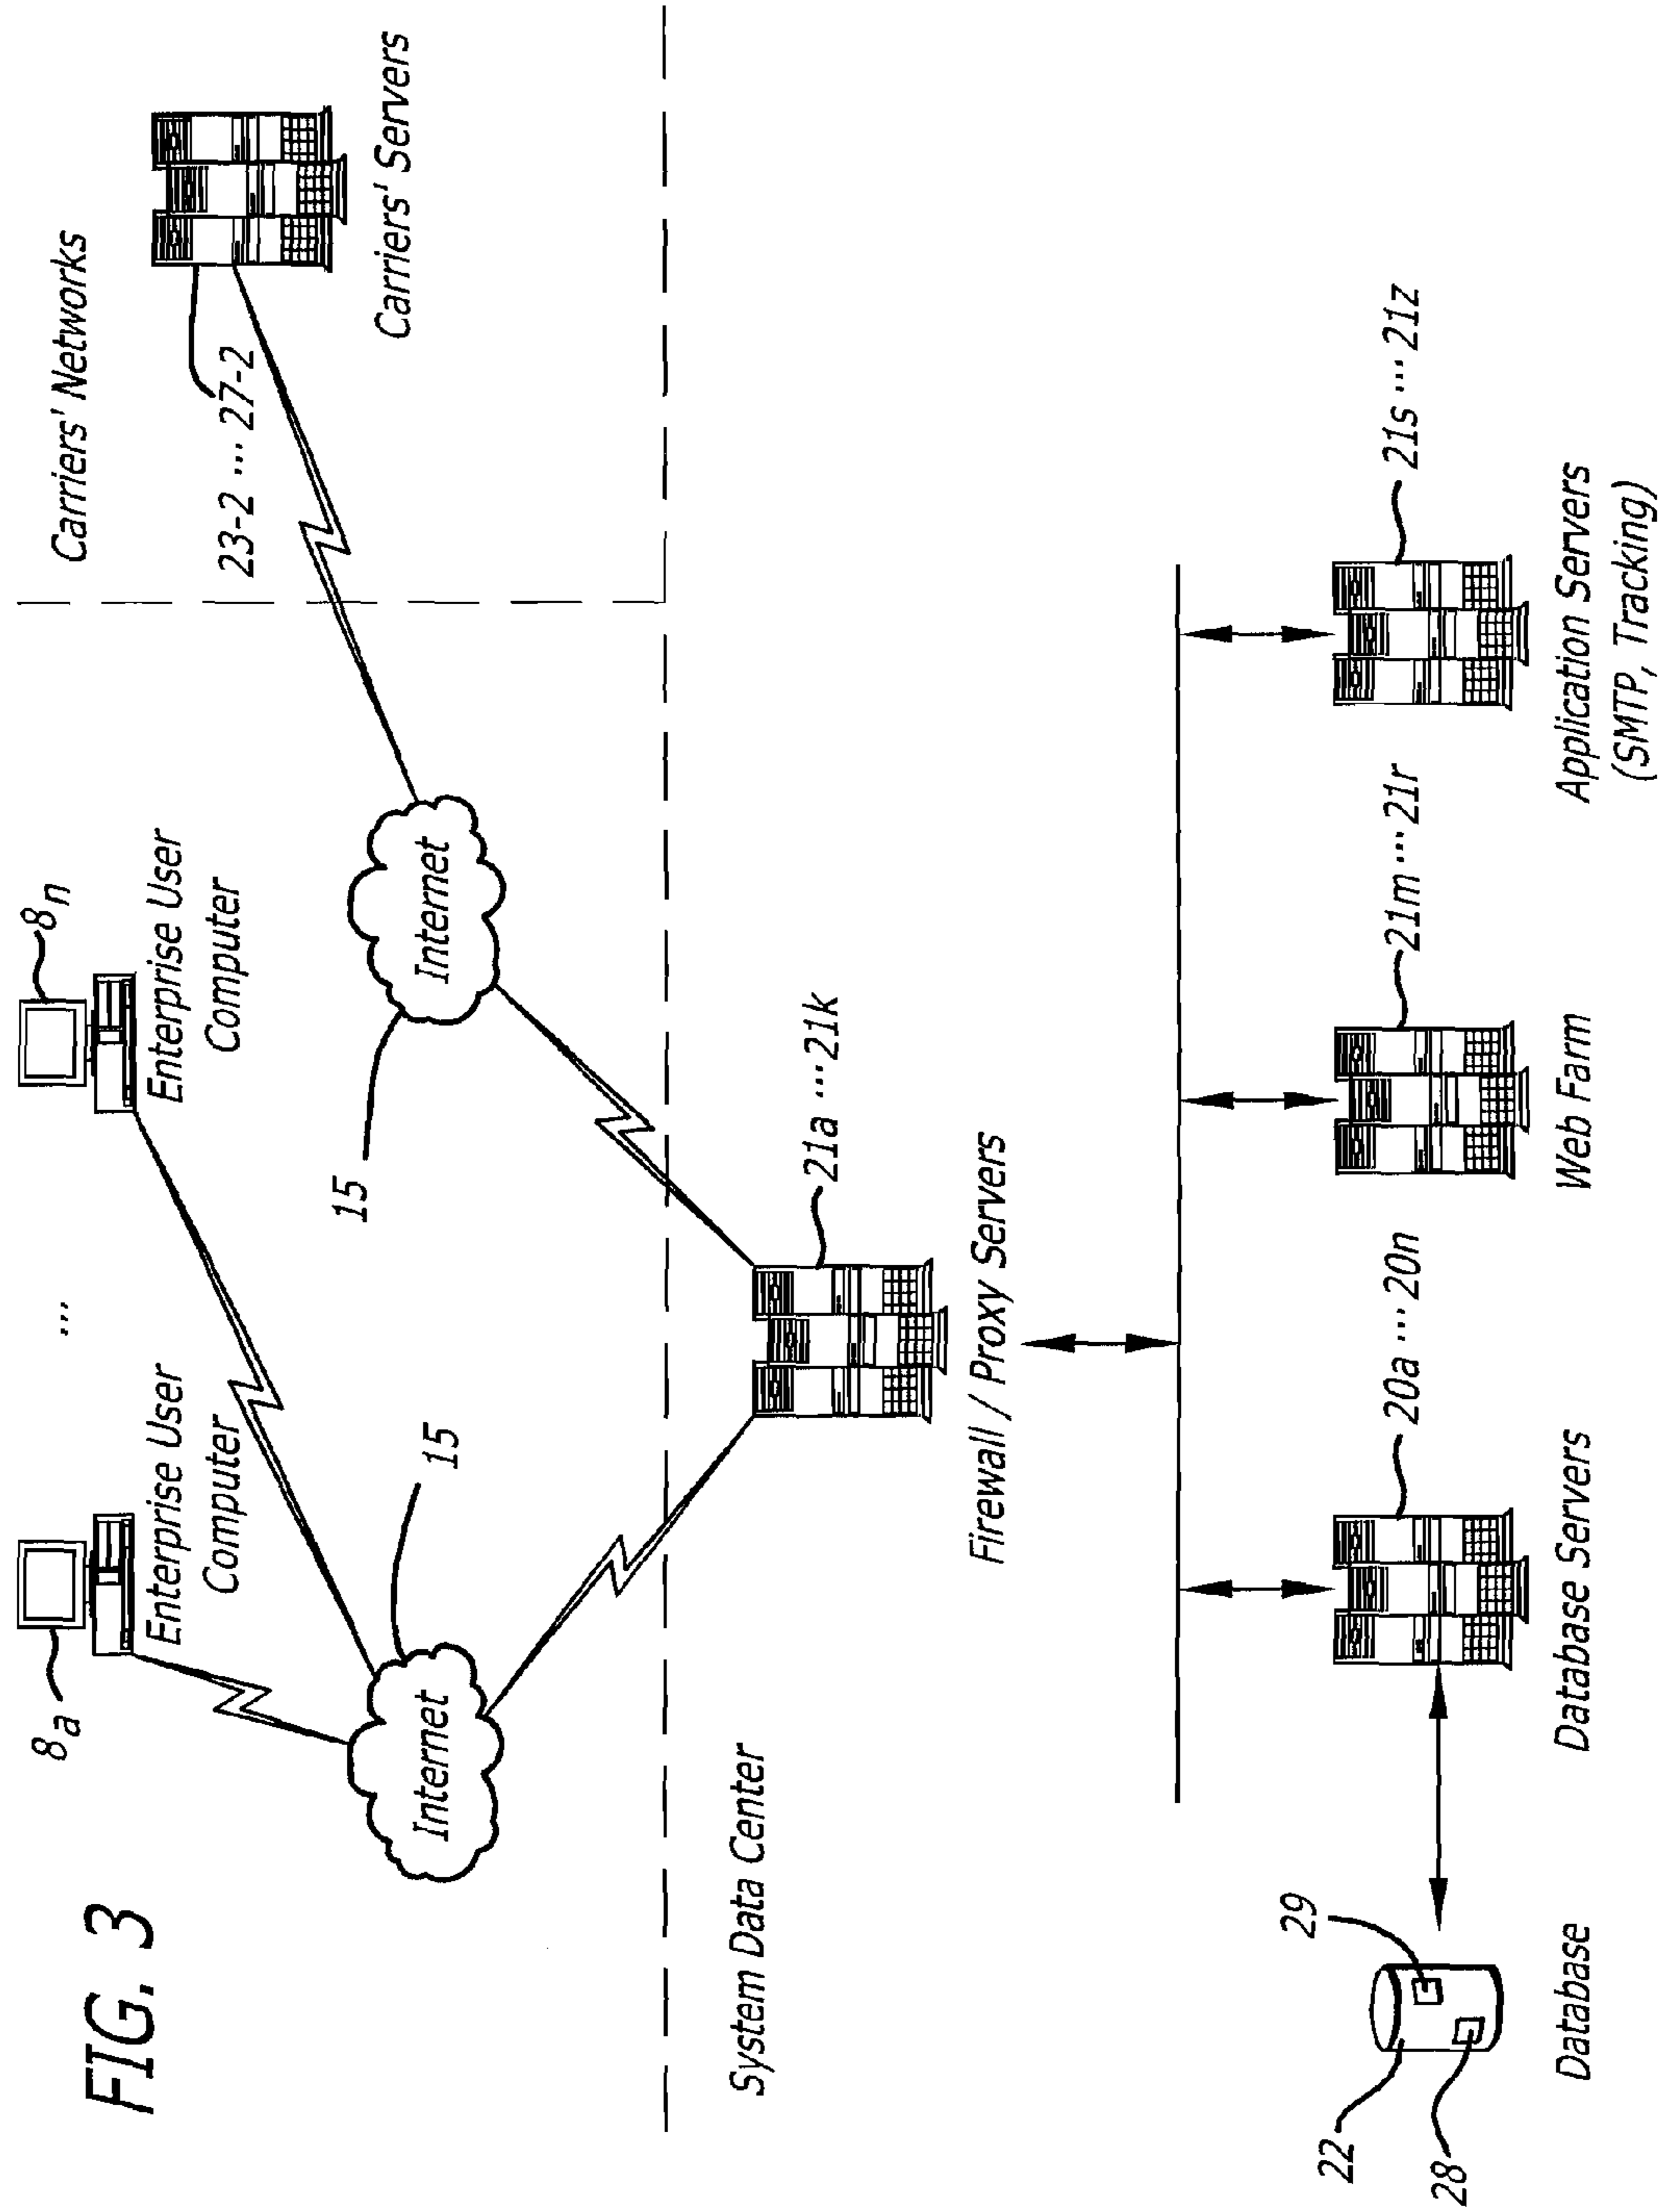 FIG. 3
8a
Enterprise User
Computer
...
8n
Enterprise User
Computer
Carriers' Networks
23-2 ... 27-2
Carriers' Servers
15
Internet
15
Internet
System Data Center
21a ... 21k
Firewall / Proxy Servers
22
28
29
Database
20a ... 20n
Database Servers
21m ... 21r
Web Farm
21s ... 21z
Application Servers
(SMTP, Tracking)